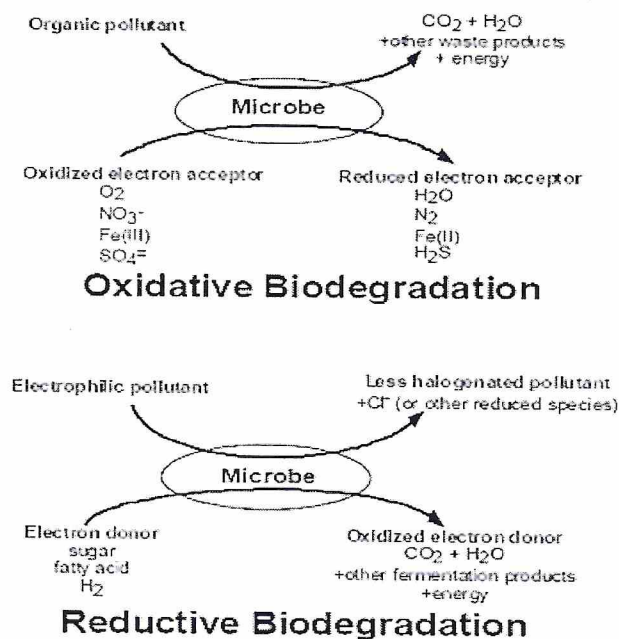 Organic pollutant
CO2 + H2O
+other waste products
+ energy
Microbe
Oxidized electron acceptor
O2
NO3-
Fe(III)
SO4=
Reduced electron acceptor
H2O
N2
Fe(II)
H2S
Oxidative Biodegradation
Electrophilic pollutant
Less halogenated pollutant
+Cl- (or other reduced species)
Microbe
Electron donor
sugar
fatty acid
H2
Oxidized electron donor
CO2 + H2O
+other fermentation products
+energy
Reductive Biodegradation